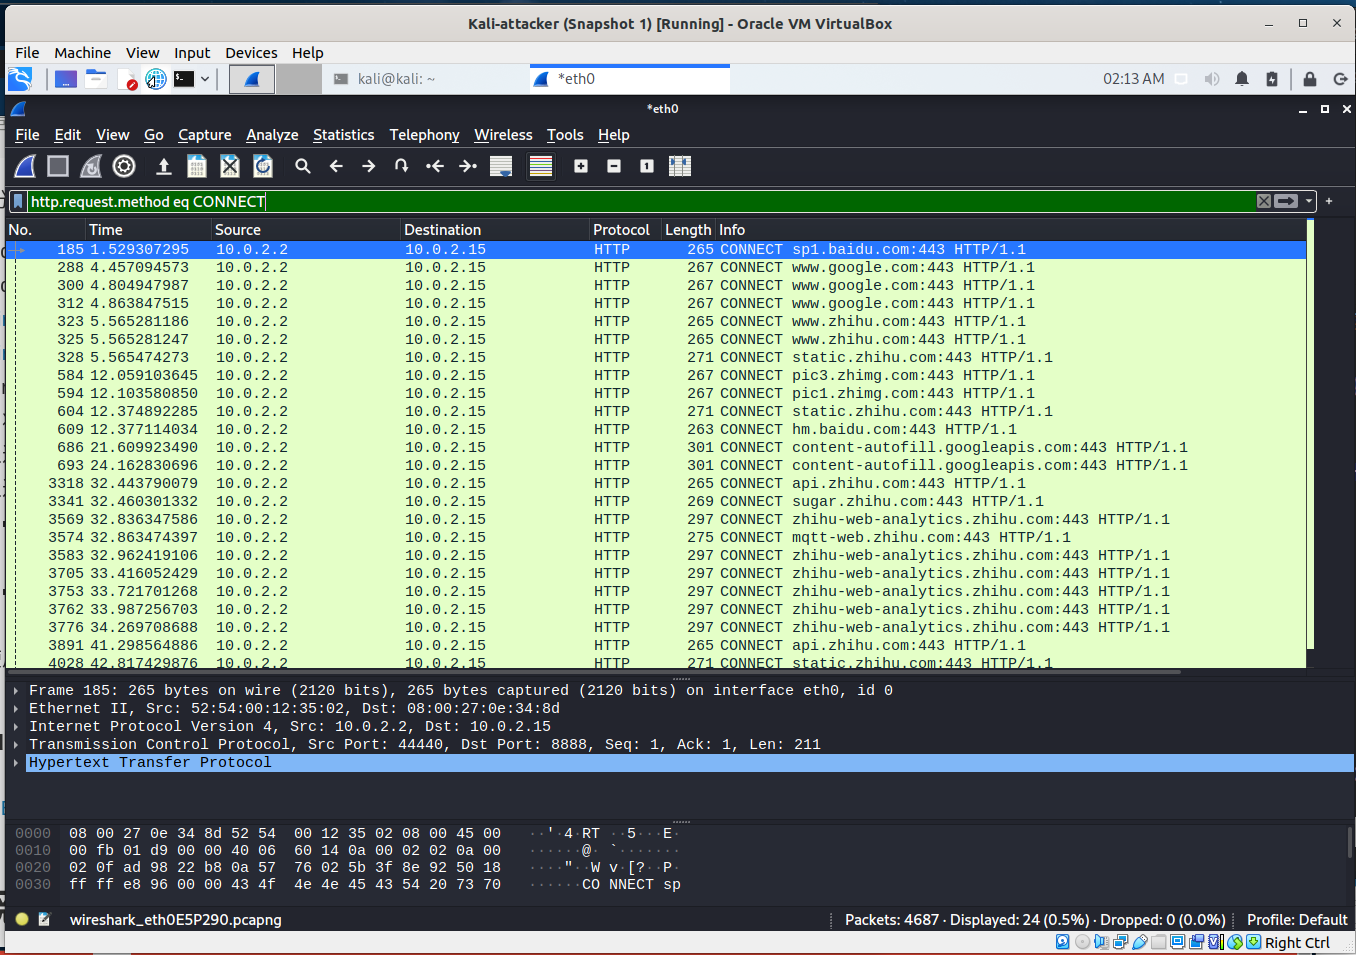 Kali-attacker (Snapshot 1) [Running] - Oracle VM VirtualBox
File Machine View Input Devices Help
kali@kali: ~ *eth0 02:13 AM
*eth0
File Edit View Go Capture Analyze Statistics Telephony Wireless Tools Help
http.request.method eq CONNECT
No. Time Source Destination Protocol Length Info
185 1.529307295 10.0.2.2 10.0.2.15 HTTP 265 CONNECT sp1.baidu.com:443 HTTP/1.1
288 4.457094573 10.0.2.2 10.0.2.15 HTTP 267 CONNECT www.google.com:443 HTTP/1.1
300 4.804947987 10.0.2.2 10.0.2.15 HTTP 267 CONNECT www.google.com:443 HTTP/1.1
312 4.863847515 10.0.2.2 10.0.2.15 HTTP 267 CONNECT www.google.com:443 HTTP/1.1
323 5.565281186 10.0.2.2 10.0.2.15 HTTP 265 CONNECT www.zhihu.com:443 HTTP/1.1
325 5.565281247 10.0.2.2 10.0.2.15 HTTP 265 CONNECT www.zhihu.com:443 HTTP/1.1
328 5.565474273 10.0.2.2 10.0.2.15 HTTP 271 CONNECT static.zhihu.com:443 HTTP/1.1
584 12.059103645 10.0.2.2 10.0.2.15 HTTP 267 CONNECT pic3.zhimg.com:443 HTTP/1.1
594 12.103580850 10.0.2.2 10.0.2.15 HTTP 267 CONNECT pic1.zhimg.com:443 HTTP/1.1
604 12.374892285 10.0.2.2 10.0.2.15 HTTP 271 CONNECT static.zhihu.com:443 HTTP/1.1
609 12.377114034 10.0.2.2 10.0.2.15 HTTP 263 CONNECT hm.baidu.com:443 HTTP/1.1
686 21.609923490 10.0.2.2 10.0.2.15 HTTP 301 CONNECT content-autofill.googleapis.com:443 HTTP/1.1
693 24.162830696 10.0.2.2 10.0.2.15 HTTP 301 CONNECT content-autofill.googleapis.com:443 HTTP/1.1
3318 32.443790079 10.0.2.2 10.0.2.15 HTTP 265 CONNECT api.zhihu.com:443 HTTP/1.1
3341 32.460301332 10.0.2.2 10.0.2.15 HTTP 269 CONNECT sugar.zhihu.com:443 HTTP/1.1
3569 32.836347586 10.0.2.2 10.0.2.15 HTTP 297 CONNECT zhihu-web-analytics.zhihu.com:443 HTTP/1.1
3574 32.863474397 10.0.2.2 10.0.2.15 HTTP 275 CONNECT mqtt-web.zhihu.com:443 HTTP/1.1
3583 32.962419106 10.0.2.2 10.0.2.15 HTTP 297 CONNECT zhihu-web-analytics.zhihu.com:443 HTTP/1.1
3705 33.416052429 10.0.2.2 10.0.2.15 HTTP 297 CONNECT zhihu-web-analytics.zhihu.com:443 HTTP/1.1
3753 33.721701268 10.0.2.2 10.0.2.15 HTTP 297 CONNECT zhihu-web-analytics.zhihu.com:443 HTTP/1.1
3762 33.987256703 10.0.2.2 10.0.2.15 HTTP 297 CONNECT zhihu-web-analytics.zhihu.com:443 HTTP/1.1
3776 34.269708688 10.0.2.2 10.0.2.15 HTTP 297 CONNECT zhihu-web-analytics.zhihu.com:443 HTTP/1.1
3891 41.298564886 10.0.2.2 10.0.2.15 HTTP 265 CONNECT api.zhihu.com:443 HTTP/1.1
4028 42.817429876 10.0.2.2 10.0.2.15 HTTP 271 CONNECT static.zhihu.com:443 HTTP/1.1
Frame 185: 265 bytes on wire (2120 bits), 265 bytes captured (2120 bits) on interface eth0, id 0
Ethernet II, Src: 52:54:00:12:35:02, Dst: 08:00:27:0e:34:8d
Internet Protocol Version 4, Src: 10.0.2.2, Dst: 10.0.2.15
Transmission Control Protocol, Src Port: 44440, Dst Port: 8888, Seq: 1, Ack: 1, Len: 211
Hypertext Transfer Protocol
0000 08 00 27 0e 34 8d 52 54 00 12 35 02 08 00 45 00 ··'·4·RT ··5···E·
0010 00 fb 01 d9 00 00 40 06 60 14 0a 00 02 02 0a 00 ······@· `·······
0020 02 0f ad 98 22 b8 0a 57 76 02 5b 3f 8e 92 50 18 ····"··W v·[?··P·
0030 ff ff e8 96 00 00 43 4f 4e 4e 45 43 54 20 73 70 ······CO NNECT sp
wireshark_eth0E5P290.pcapng Packets: 4687 · Displayed: 24 (0.5%) · Dropped: 0 (0.0%) Profile: Default
Right Ctrl